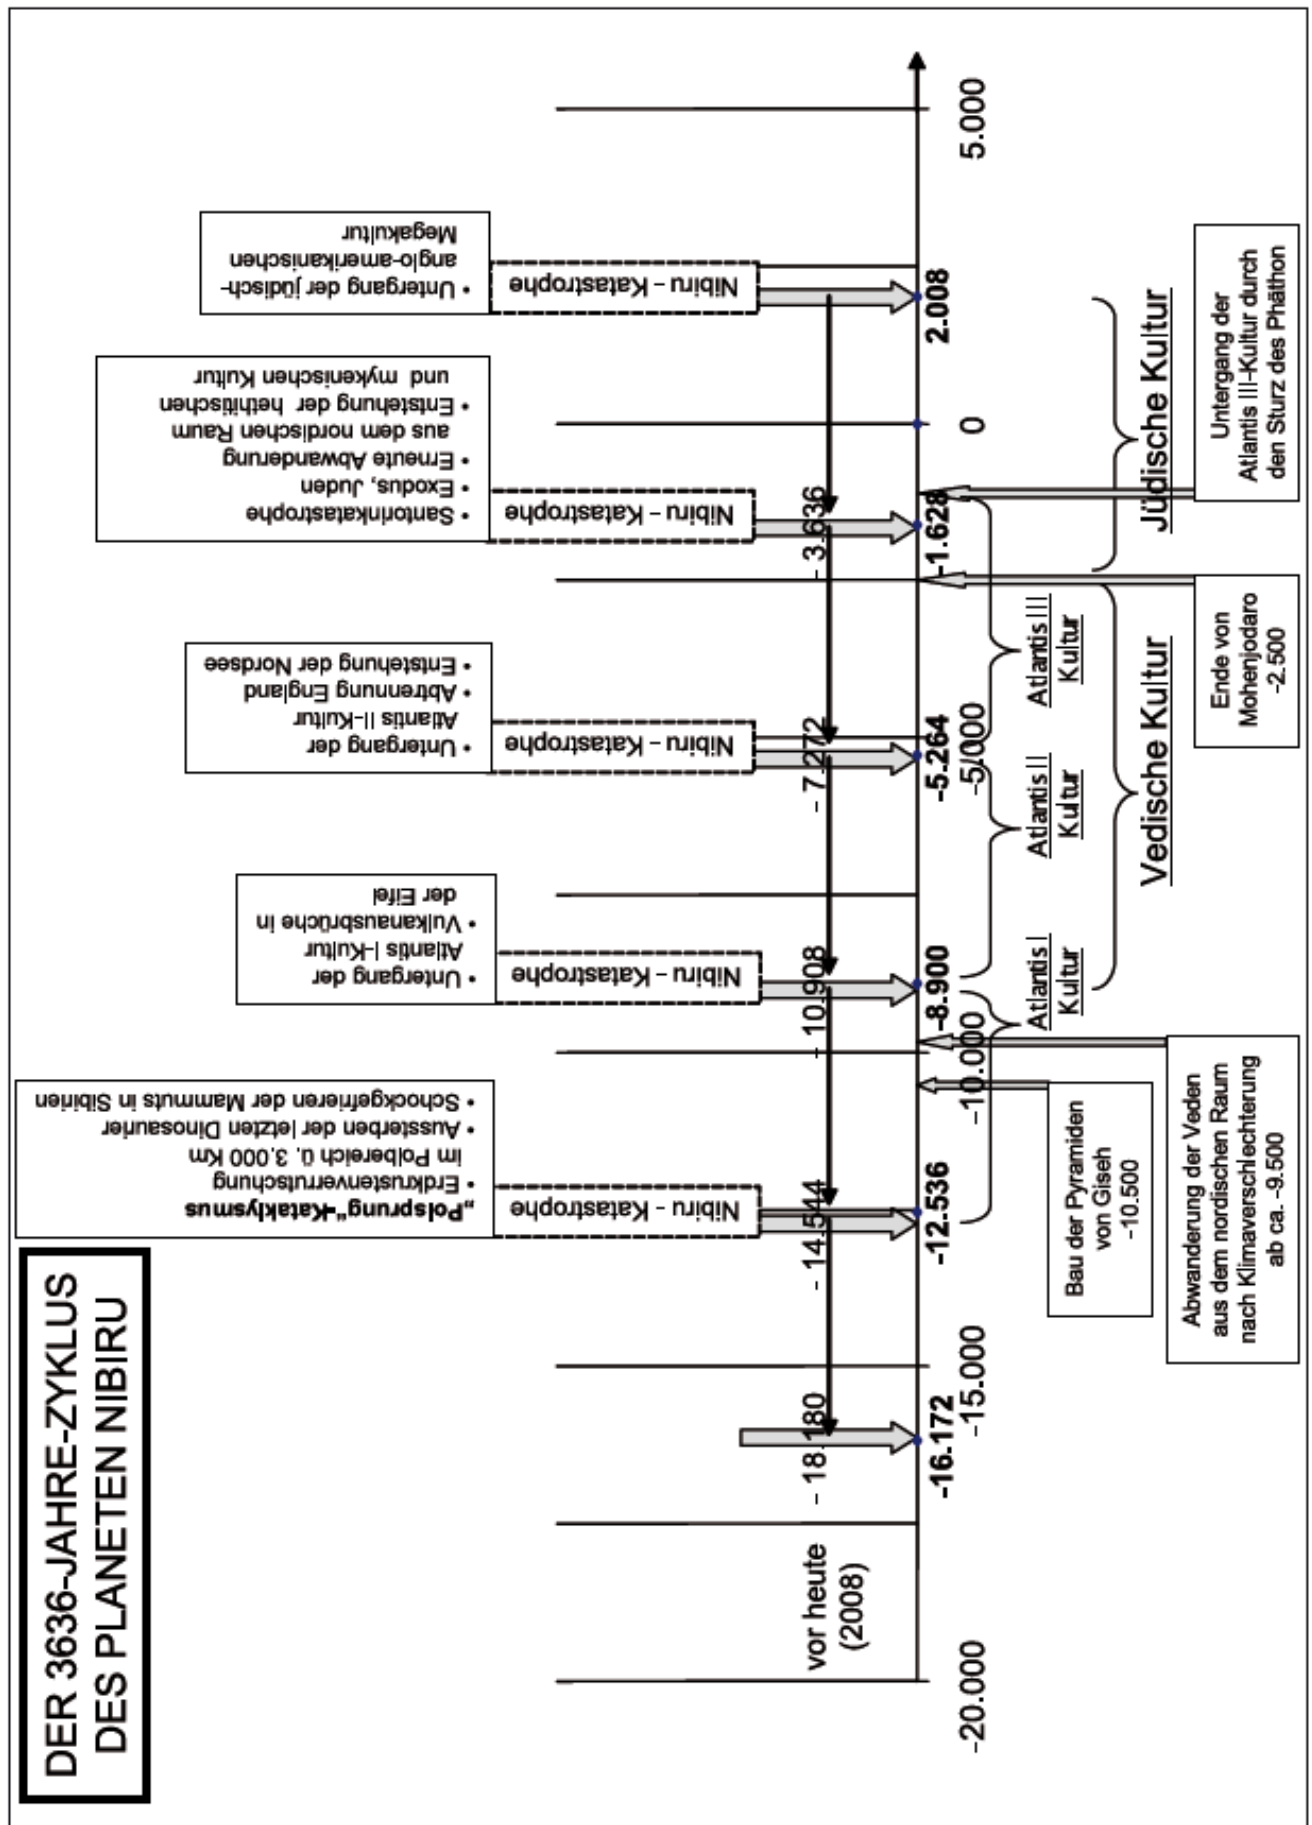 DER 3636-JAHRE-ZYKLUS
DES PLANETEN NIBIRU
„Polsprung“-Kataklysmus
• Erdkrustenverrutschung
im Polbereich ü. 3.000 Km
• Aussterben der letzten Dinosaurier
• Schockgefrieren der Mammuts in Sibirien
• Untergang der
Atlantis I-Kultur
• Vulkanausbrüche in
der Eifel
• Untergang der
Atlantis II-Kultur
• Abtrennung England
• Entstehung der Nordsee
• Santorinkatastrophe
• Exodus, Juden
• Erneute Abwanderung
aus dem nordischen Raum
• Entstehung der hethitischen
und mykenischen Kultur
• Untergang der jüdisch-
anglo-amerikanischen
Megakultur
Nibiru – Katastrophe
Nibiru – Katastrophe
Nibiru – Katastrophe
Nibiru – Katastrophe
Nibiru – Katastrophe
vor heute
(2008)
- 18.180
- 14.544
- 10.908
- 7.272
- 3.636
-16.172
-12.536
-8.900
-5.264
-1.628
2.008
-20.000
-15.000
-10.000
-5.000
0
5.000
Atlantis I
Kultur
Atlantis II
Kultur
Atlantis III
Kultur
Vedische Kultur
Jüdische Kultur
Bau der Pyramiden
von Giseh
-10.500
Abwanderung der Veden
aus dem nordischen Raum
nach Klimaverschlechterung
ab ca. -9.500
Ende von
Mohenjodaro
-2.500
Untergang der
Atlantis III-Kultur durch
den Sturz des Phäthon